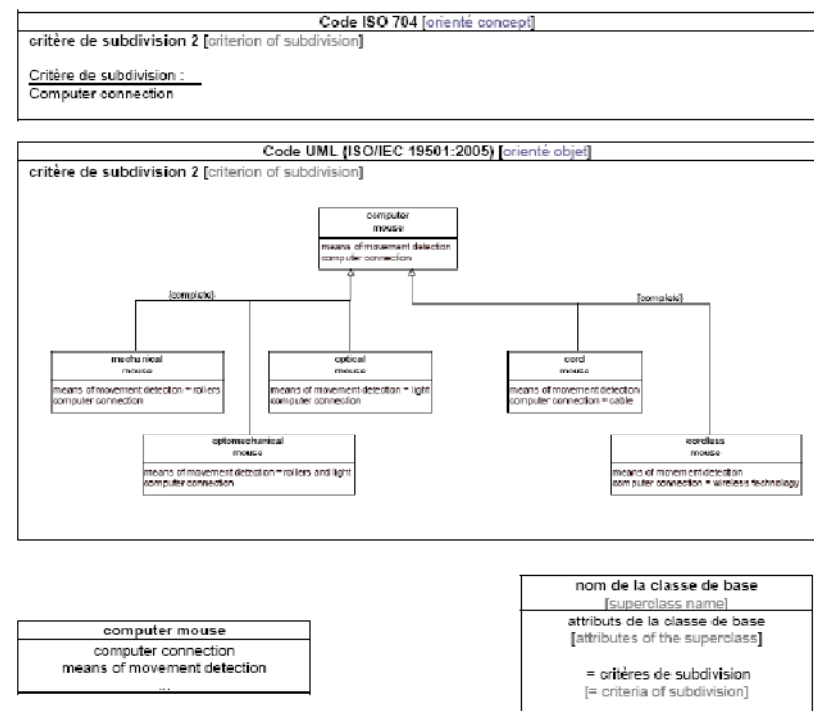 Code ISO 704 [orienté concept]
critère de subdivision 2 [criterion of subdivision]
Critère de subdivision :
Computer connection
Code UML (ISO/IEC 19501:2005) [orienté objet]
critère de subdivision 2 [criterion of subdivision]
computer
mouse
means of movement detection
computer connection
{complete}
{complete}
mechanical
mouse
means of movement detection = rollers
computer connection
optical
mouse
means of movement detection = light
computer connection
cord
mouse
means of movement detection
computer connection = cable
optomechanical
mouse
means of movement detection = rollers and light
computer connection
cordless
mouse
means of movement detection
computer connection = wireless technology
computer mouse
computer connection
means of movement detection
...
nom de la classe de base
[superclass name]
attributs de la classe de base
[attributes of the superclass]
= critères de subdivision
[= criteria of subdivision]